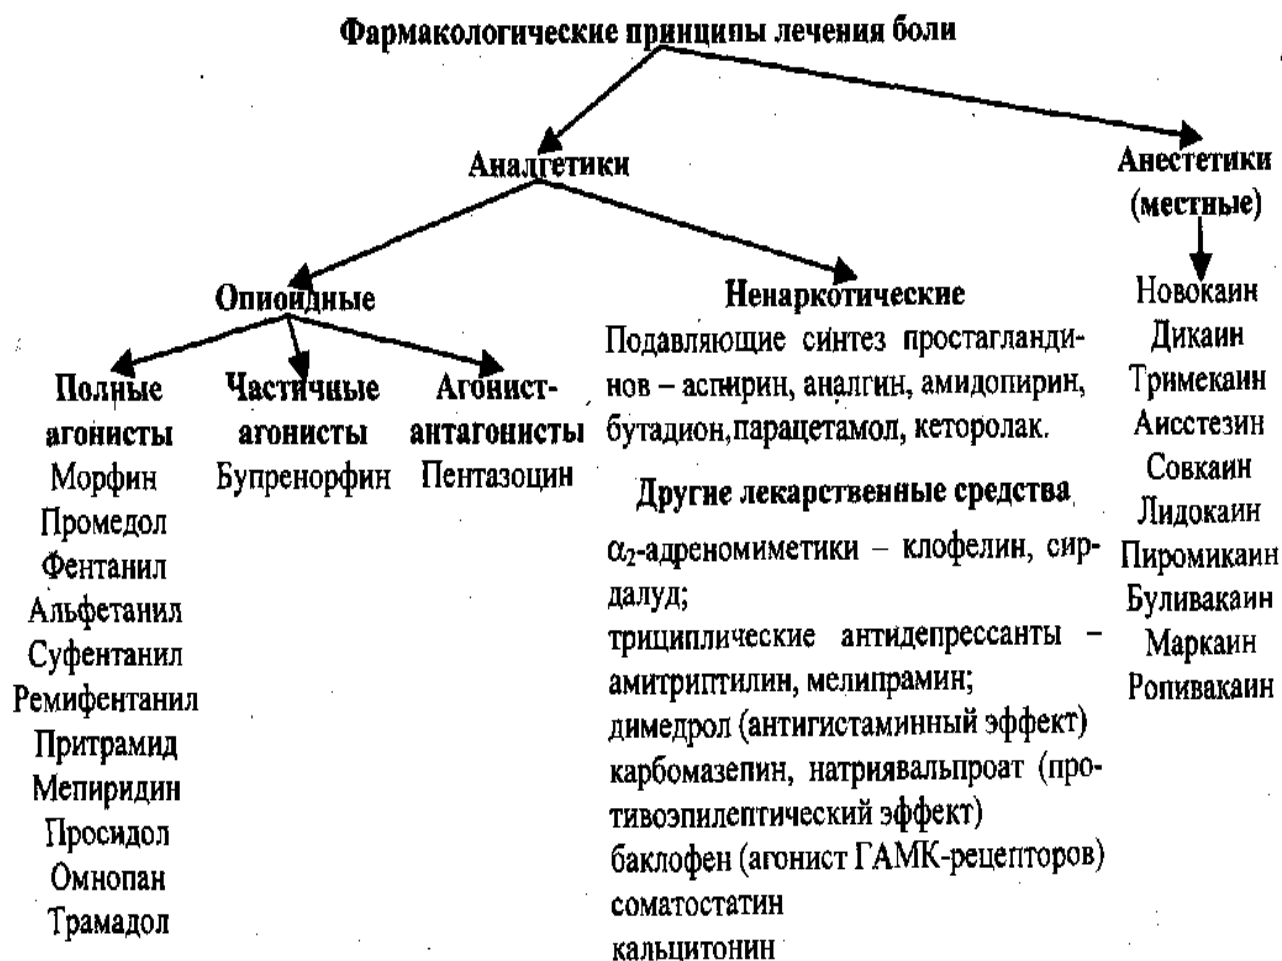 Фармакологические принципы лечения боли
Аналгетики
Анестетики
(местные)
Опиоидные
Полные
агонисты
Морфин
Промедол
Фентанил
Альфетанил
Суфентанил
Ремифентанил
Притрамид
Мепиридин
Просидол
Омнопан
Трамадол
Частичные
агонисты
Бупренорфин
Агонист-
антагонисты
Пентазоцин
Ненаркотические
Подавляющие синтез простагланди-
нов – аспирин, аналгин, амидопирин,
бутадион, парацетамол, кеторолак.
Другие лекарственные средства
α₂-адреномиметики – клофелин, сир-
далуд;
трициплические антидепрессанты –
амитриптилин, мелипрамин;
димедрол (антигистаминный эффект)
карбомазепин, натриявальпроат (про-
тивоэпилептический эффект)
баклофен (агонист ГАМК-рецепторов)
соматостатин
кальцитонин
Новокаин
Дикаин
Тримекаин
Аисстезин
Совкаин
Лидокаин
Пиромикаин
Буливакаин
Маркаин
Ропивакаин